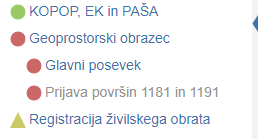 KOPOP, EK in PAŠA
Geoprostorski obrazec
Glavni posevek
Prijava površin 1181 in 1191
Registracija živilskega obrata